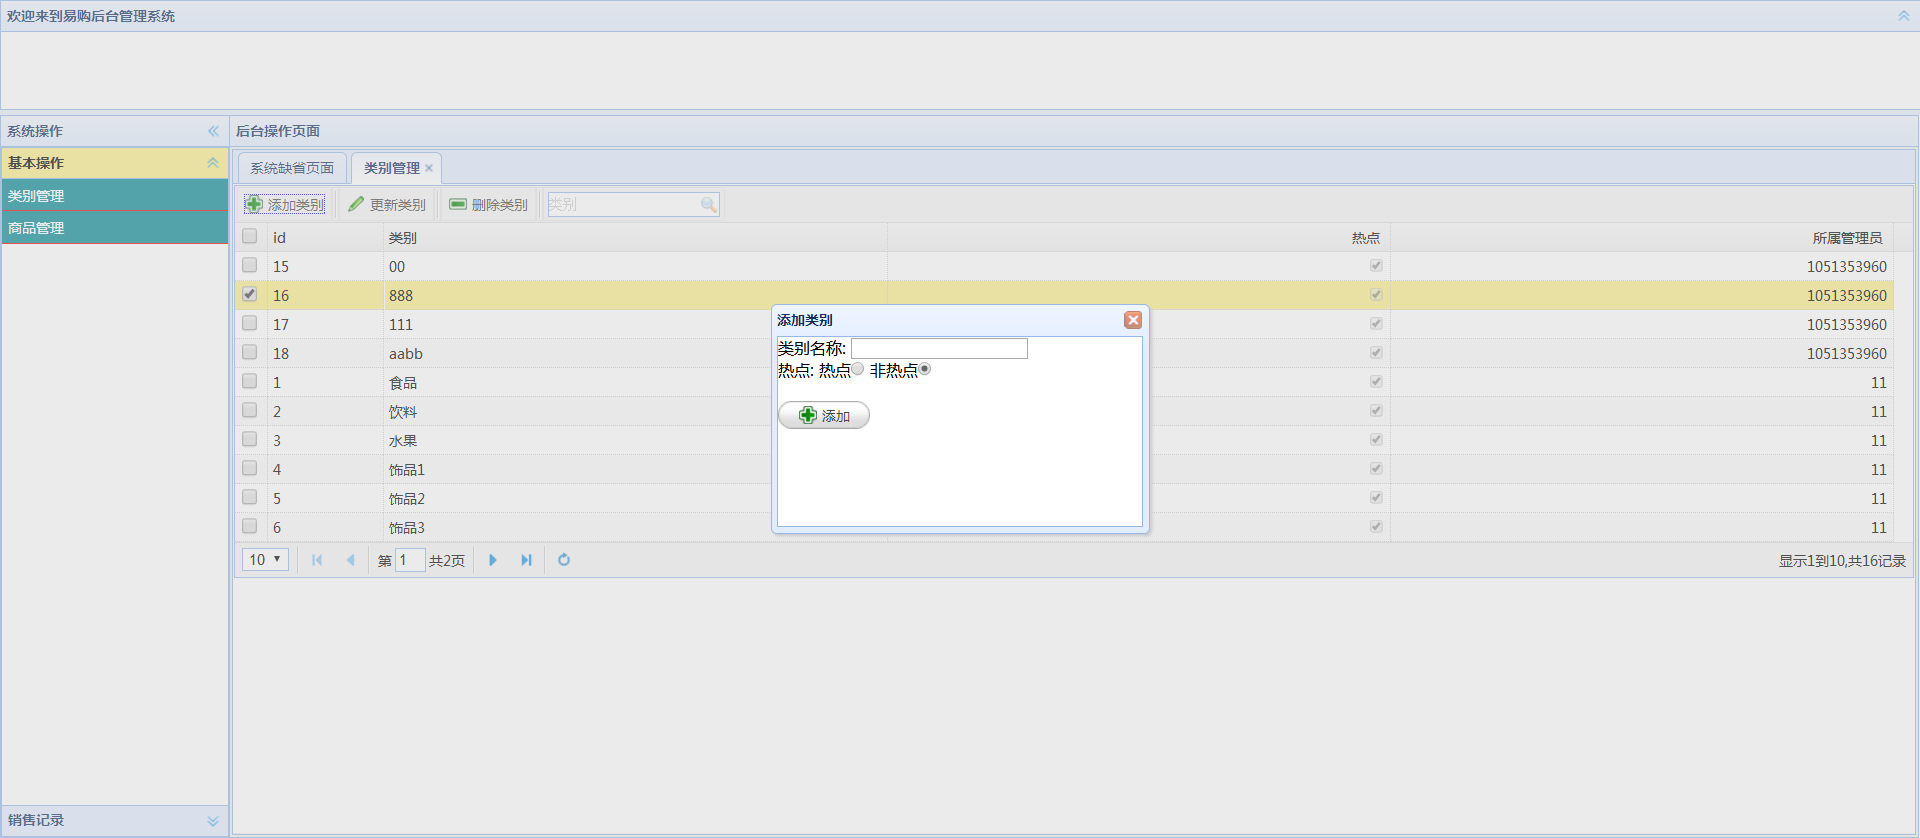 欢迎来到易购后台管理系统
系统操作
后台操作页面
基本操作
类别管理
商品管理
销售记录
系统缺省页面 类别管理
添加类别 更新类别 删除类别 类别
id 类别 热点 所属管理员
15 00 1051353960
16 888 1051353960
17 111 1051353960
18 aabb 1051353960
1 食品 11
2 饮料 11
3 水果 11
4 饰品1 11
5 饰品2 11
6 饰品3 11
10 第 1 共2页 显示1到10,共16记录
添加类别
类别名称:
热点: 热点 非热点
添加